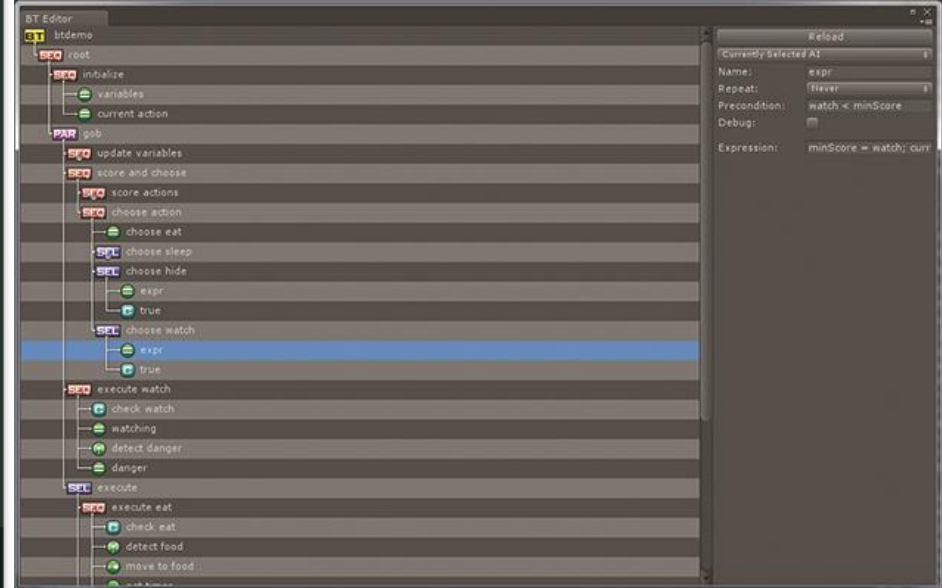 BT Editor
BT btdemo
SEQ root
SEQ initialize
variables
current action
PAR gob
SEQ update variables
SEQ score and choose
SEQ score actions
SEQ choose action
choose eat
SEL choose sleep
SEL choose hide
expr
true
SEL choose watch
expr
true
SEQ execute watch
check watch
watching
detect danger
danger
SEL execute
SEQ execute eat
check eat
detect food
move to food
Reload
Currently Selected AI
Name: expr
Repeat: Never
Precondition: watch < minScore
Debug:
Expression: minScore = watch; curr